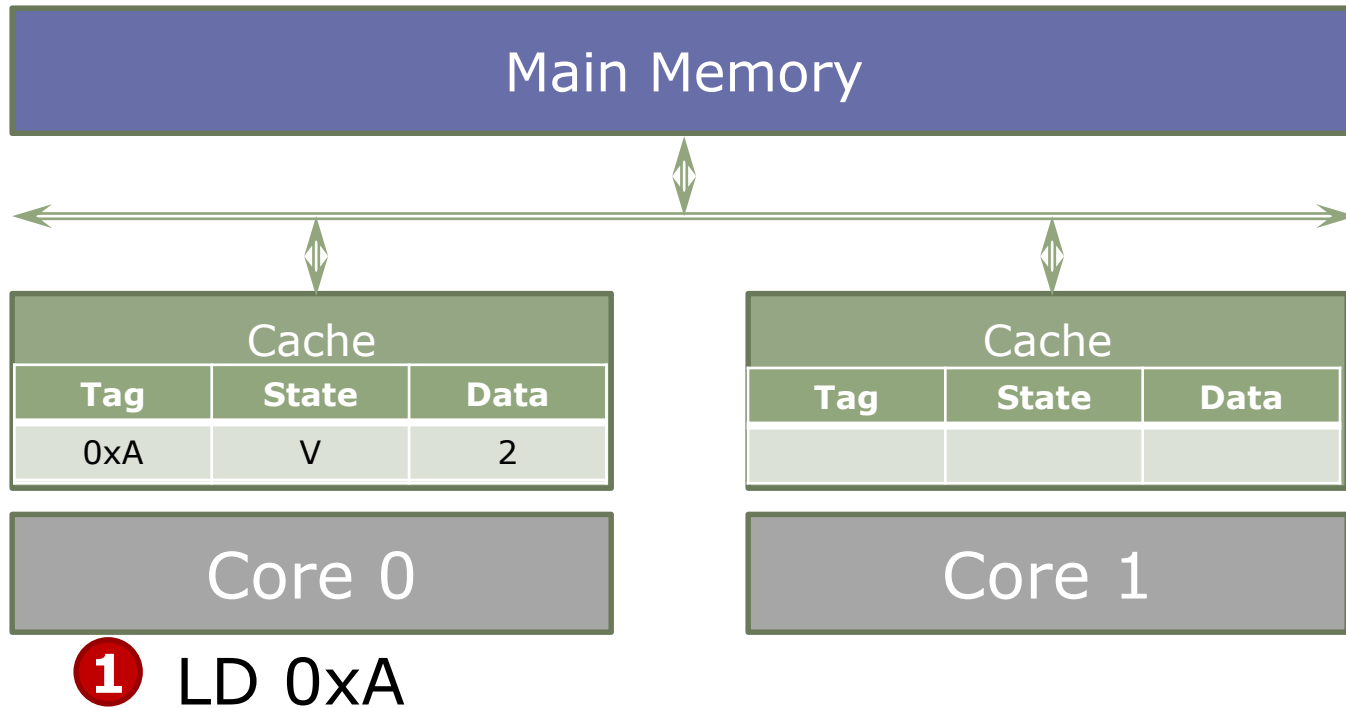 Main Memory
Cache
Tag State Data
0xA V 2
Cache
Tag State Data
Core 0
Core 1
1 LD 0xA